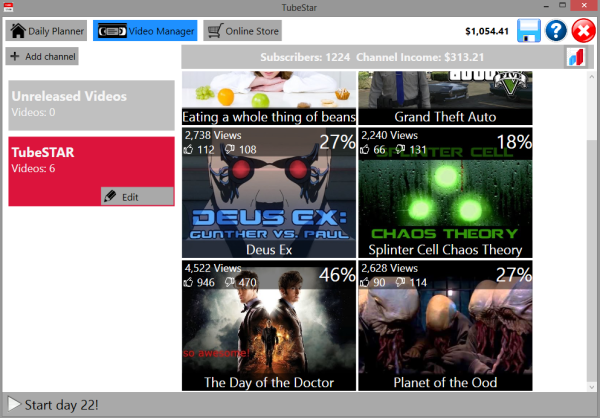 TubeStar
Daily Planner
Video Manager
Online Store
$1,054.41
+ Add channel
Subscribers: 1224 Channel Income: $313.21
Unreleased Videos
Videos: 0
TubeSTAR
Videos: 6
Edit
Eating a whole thing of beans
V
FIVE
Grand Theft Auto
2,738 Views
27%
112
108
DEUS EX:
GUNTHER VS. PAUL
Deus Ex
2,240 Views
18%
66
131
SPLINTER CELL
CHAOS THEORY
Splinter Cell Chaos Theory
4,522 Views
46%
946
470
so awesome!
The Day of the Doctor
2,628 Views
27%
90
114
Planet of the Ood
Start day 22!